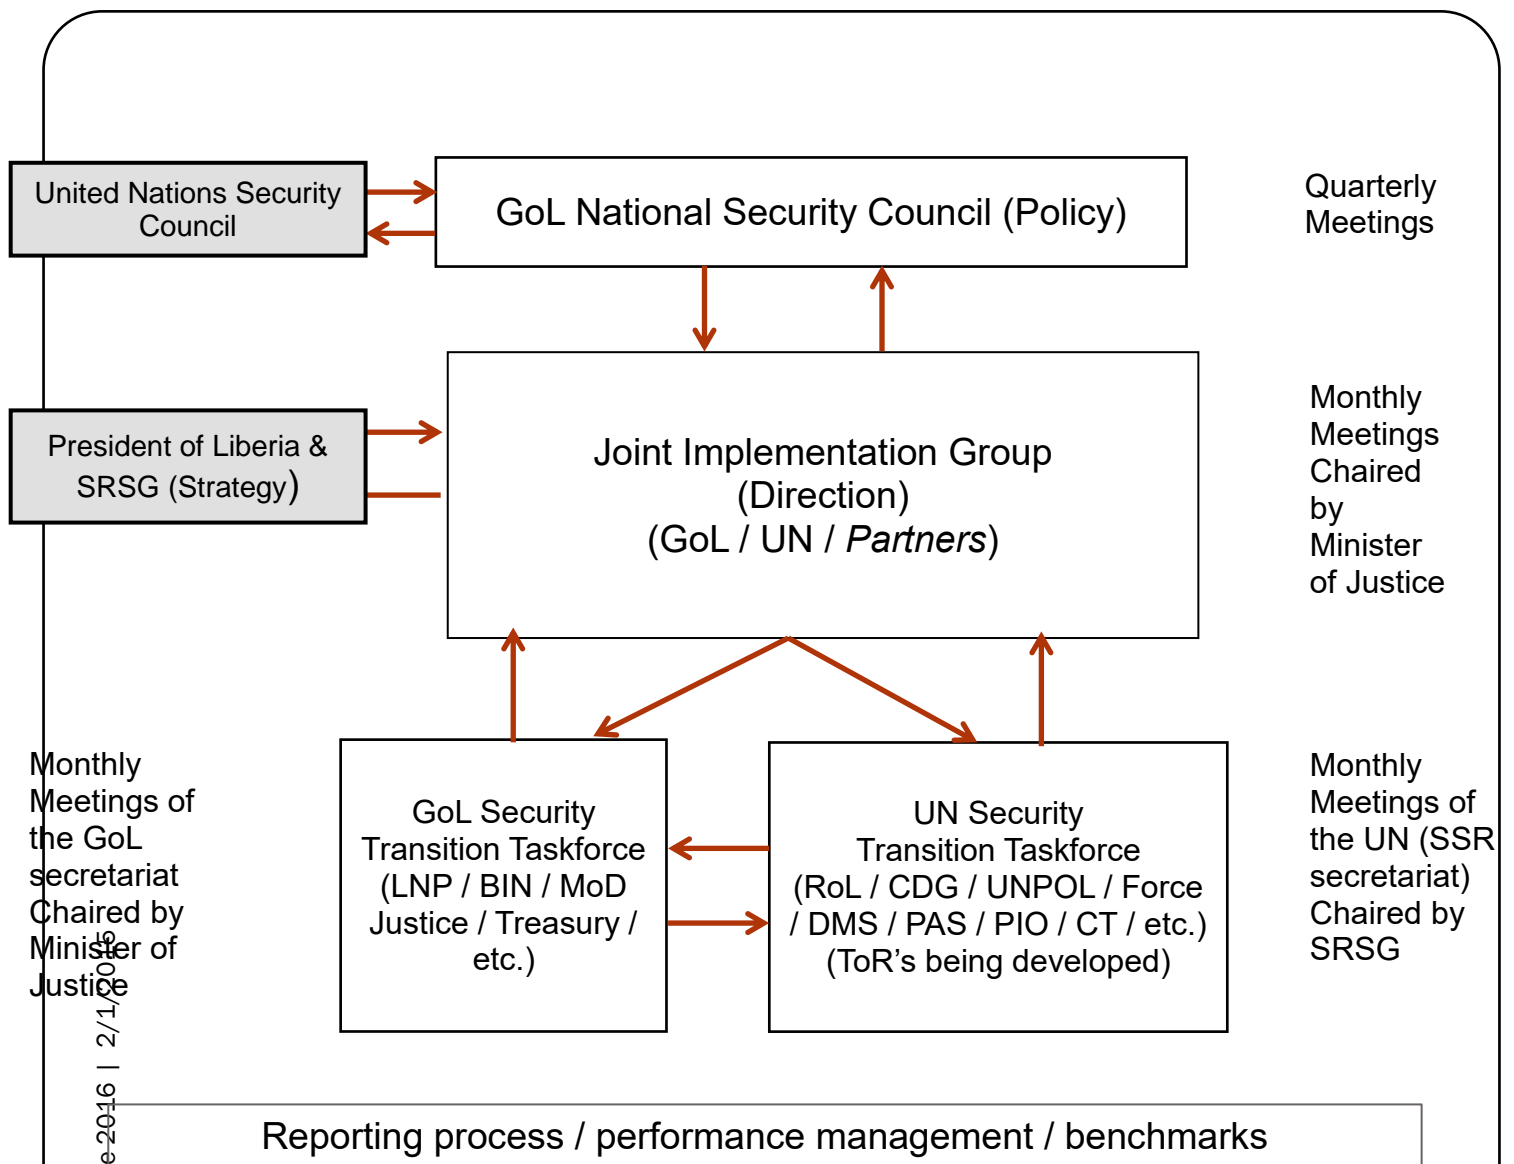 United Nations Security
Council
GoL National Security Council (Policy)
Quarterly
Meetings
President of Liberia &
SRSG (Strategy)
Joint Implementation Group
(Direction)
(GoL / UN / Partners)
Monthly
Meetings
Chaired
by
Minister
of Justice
Monthly
Meetings of
the GoL
secretariat
Chaired by
Minister of
Justice
GoL Security
Transition Taskforce
(LNP / BIN / MoD
Justice / Treasury /
etc.)
UN Security
Transition Taskforce
(RoL / CDG / UNPOL / Force
/ DMS / PAS / PIO / CT / etc.)
(ToR’s being developed)
Monthly
Meetings of
the UN (SSR
secretariat)
Chaired by
SRSG
2016 | 2/1/2015
Reporting process / performance management / benchmarks